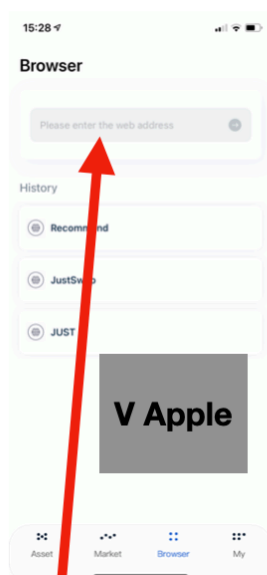 15:28
Browser
Please enter the web address
History
Recommend
JustSwap
JUST
V Apple
Asset Market Browser My